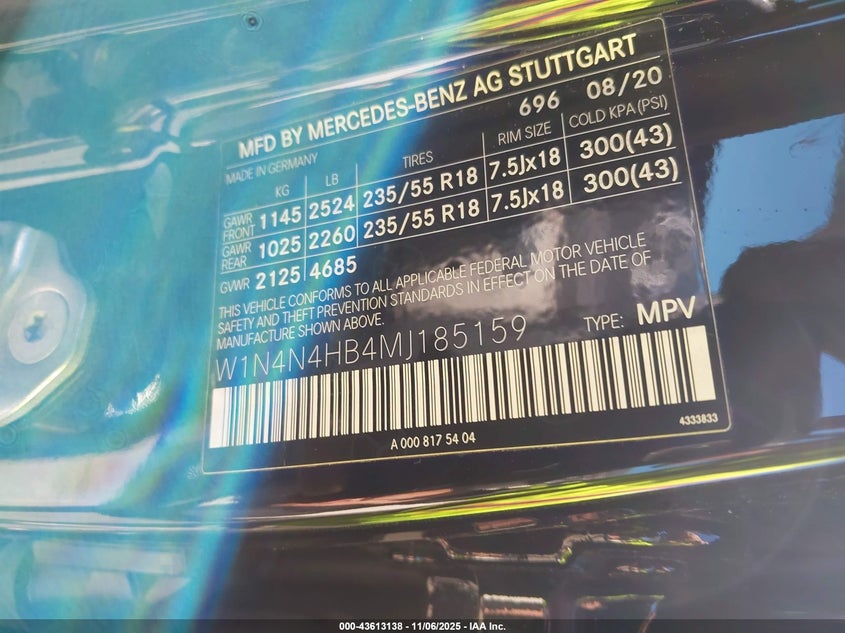 MFD BY MERCEDES-BENZ AG STUTTGART
MADE IN GERMANY 696 08/20
KG LB TIRES RIM SIZE COLD KPA (PSI)
GAWR FRONT 1145 2524 235/55 R18 7.5Jx18 300(43)
GAWR REAR 1025 2260 235/55 R18 7.5Jx18 300(43)
GVWR 2125 4685
THIS VEHICLE CONFORMS TO ALL APPLICABLE FEDERAL MOTOR VEHICLE
SAFETY AND THEFT PREVENTION STANDARDS IN EFFECT ON THE DATE OF
MANUFACTURE SHOWN ABOVE.
W1N4N4HB4MJ185159 TYPE: MPV
A 000 817 54 04 4333833
000-43613138 - 11/06/2025 - IAA Inc.